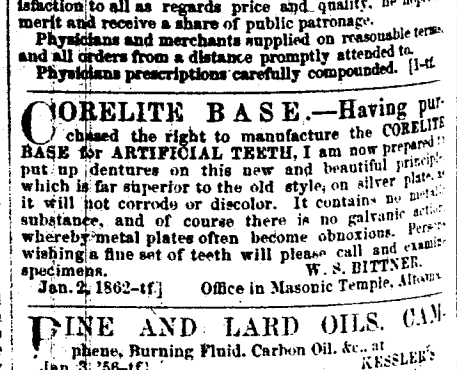 isfaction to all as regards price and quality, he
merit and receive a share of public patronage.
Physicians and merchants supplied on reasonable terms,
and all orders from a distance promptly attended to.
Physicians prescriptions carefully compounded. [1-tf.
CORELITE BASE.—Having pur-
chased the right to manufacture the CORELITE
BASE for ARTIFICIAL TEETH, I am now prepared to
put up dentures on this new and beautiful principle
which is far superior to the old style, on silver plate, as
it will not corrode or discolor. It contains no metalic
substance, and of course there is no galvanic action
whereby metal plates often become obnoxious. Persons
wishing a fine set of teeth will please call and examine
specimens. W. S. BITTNER.
Jan. 2, 1862-tf.] Office in Masonic Temple, Altoona
PINE AND LARD OILS, CAM-
phene, Burning Fluid, Carbon Oil, &c., at
Jan. 3, '56-tf] KESSLER'S